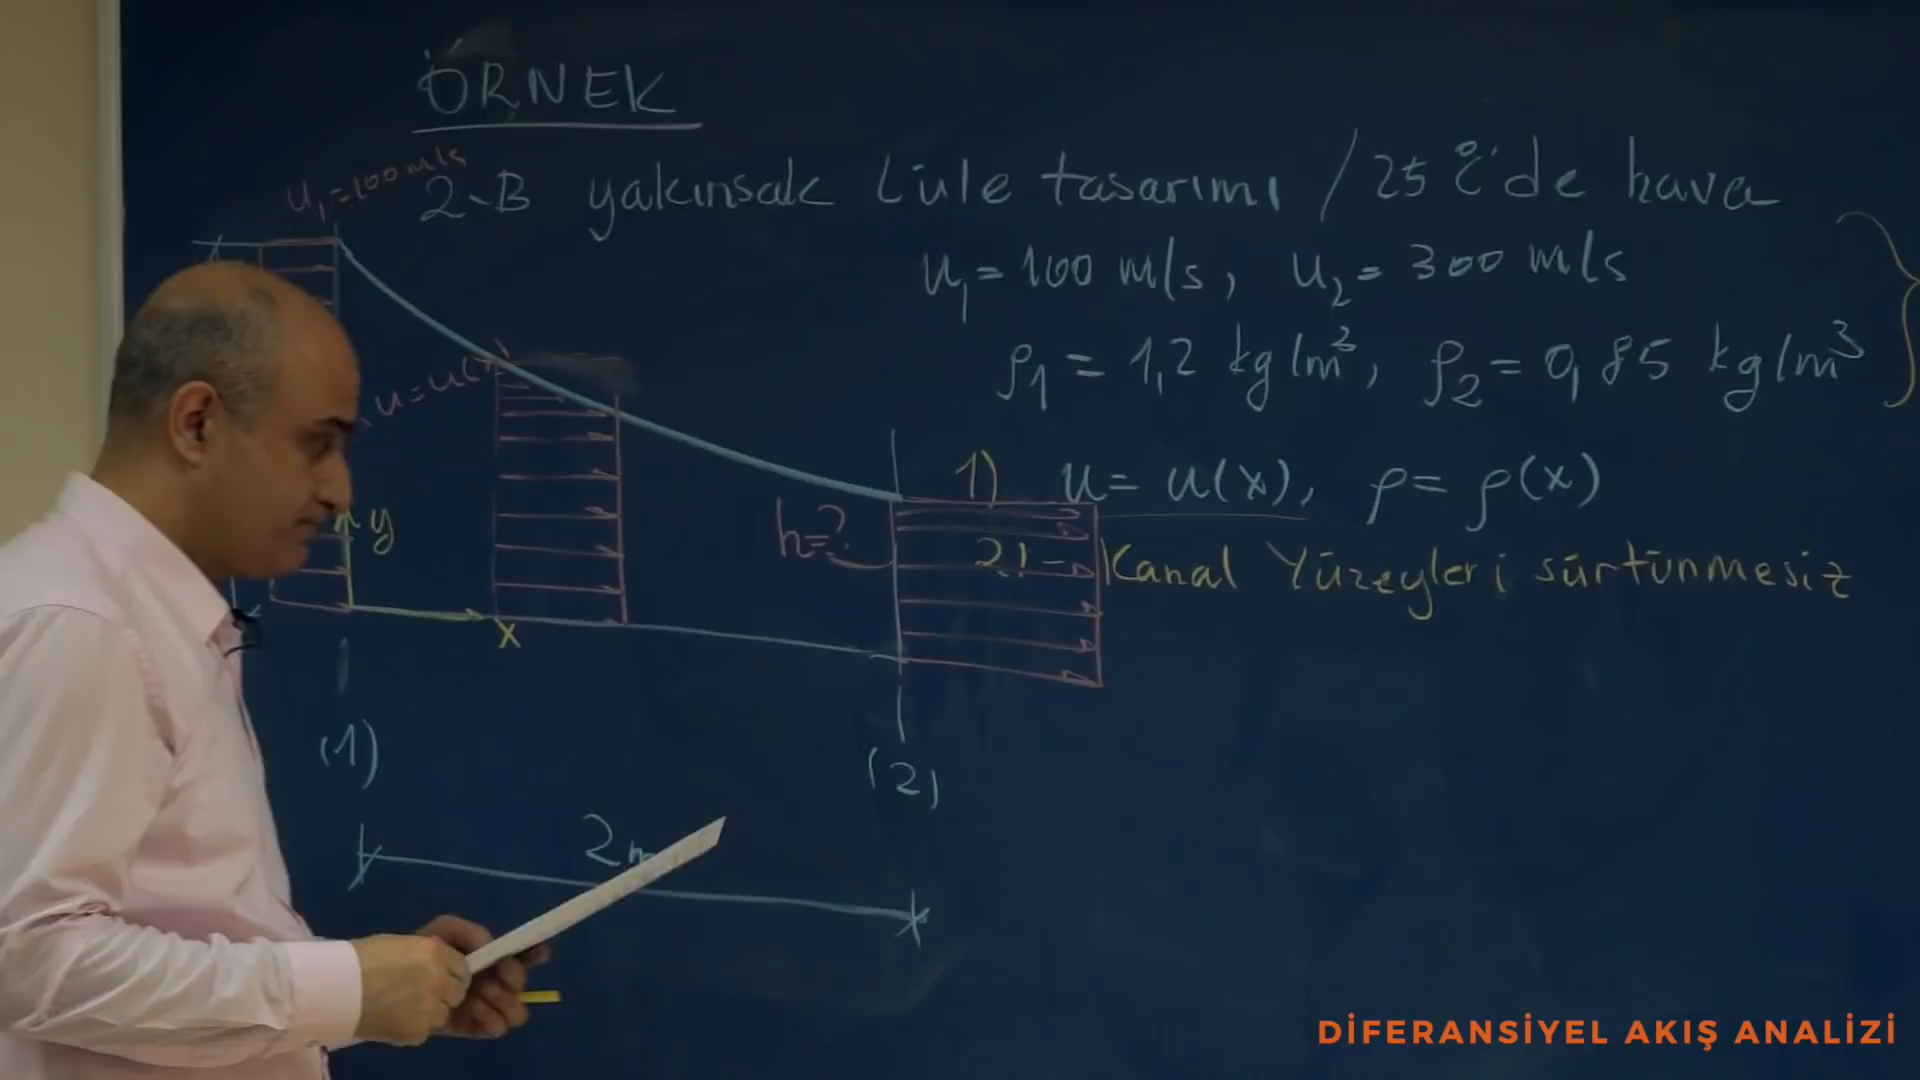 ÖRNEK
2-B yakınsak Lüle tasarımı / 25°C'de hava
u₁=100 m/s
u₁=100 m/s, u₂=300 m/s
ρ₁=1,2 kg/m³, ρ₂=0,85 kg/m³
u=u(x)
1) u=u(x), ρ=ρ(x)
h=?
2!- Kanal Yüzeyleri sürtünmesiz
y
x
(1)
(2)
DİFERANSİYEL AKIŞ ANALİZİ